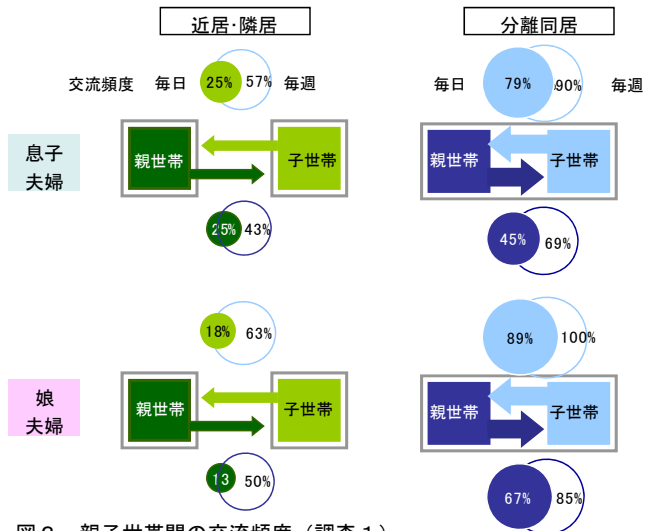 近居·隣居 分離同居
交流頻度 毎日 25% 57% 毎週 毎日 79% 90% 毎週
息子
夫婦
親世帯 子世帯 親世帯 子世帯
25% 43% 45% 69%
18% 63% 89% 100%
娘
夫婦
親世帯 子世帯 親世帯 子世帯
13 50% 67% 85%
図2 親子世帯間の交流頻度（調査1）